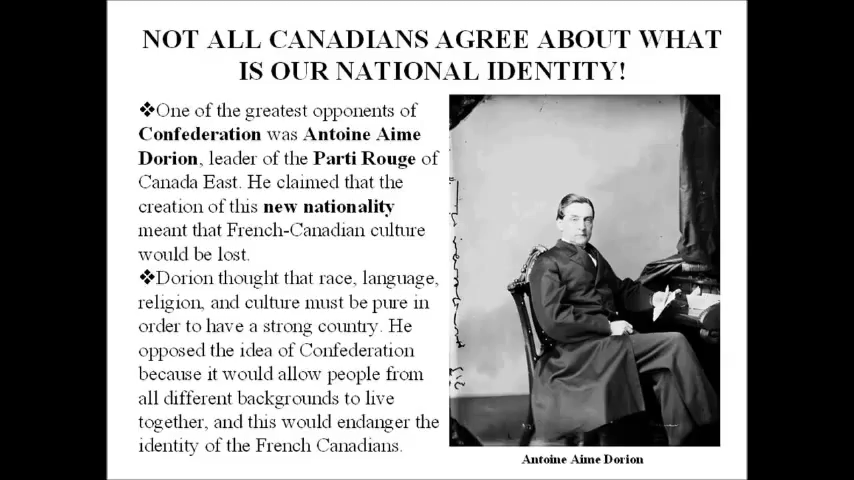 NOT ALL CANADIANS AGREE ABOUT WHAT
IS OUR NATIONAL IDENTITY!
❖One of the greatest opponents of
Confederation was Antoine Aime
Dorion, leader of the Parti Rouge of
Canada East. He claimed that the
creation of this new nationality
meant that French-Canadian culture
would be lost.
❖Dorion thought that race, language,
religion, and culture must be pure in
order to have a strong country. He
opposed the idea of Confederation
because it would allow people from
all different backgrounds to live
together, and this would endanger the
identity of the French Canadians.
Antoine Aime Dorion